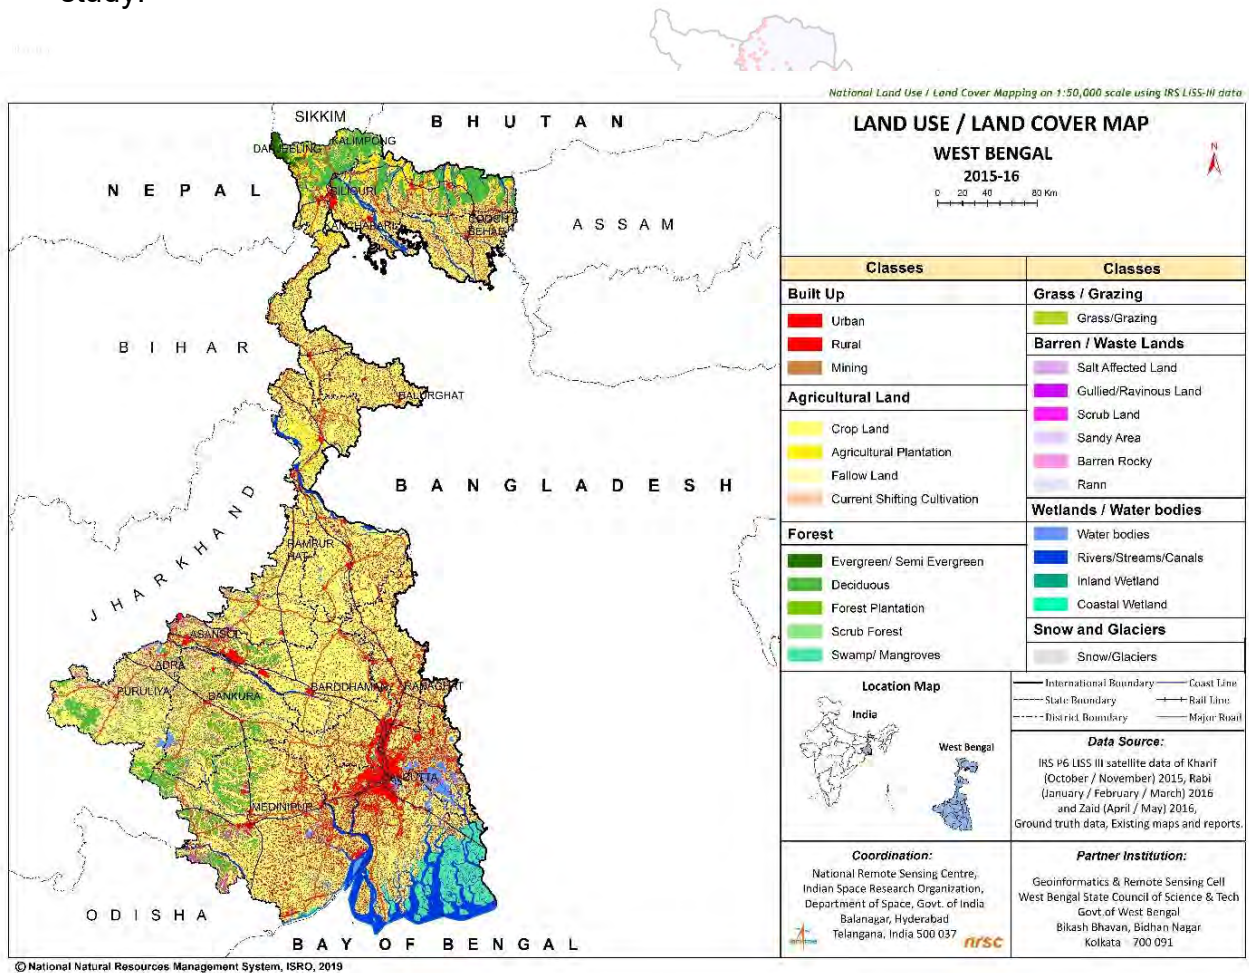 study.
National Land Use / Land Cover Mapping on 1:50,000 scale using IRS LISS-III data
LAND USE / LAND COVER MAP
WEST BENGAL
2015-16
N
0 20 40 80 Km
SIKKIM
B H U T A N
DARJEELING
KALIMPONG
N E P A L
SILIGURI
COOCH
BEHAR
A S S A M
B I H A R
BALURGHAT
B A N G L A D E S H
J H A R K H A N D
RAMPUR
HAT
ASANSOL
ADRA
PURULIYA
BANKURA
BARDDHAMAN
RANAGHAT
CALCUTTA
MEDINIPUR
O D I S H A
B A Y O F B E N G A L
Classes
Built Up
Urban
Rural
Mining
Agricultural Land
Crop Land
Agricultural Plantation
Fallow Land
Current Shifting Cultivation
Forest
Evergreen/ Semi Evergreen
Deciduous
Forest Plantation
Scrub Forest
Swamp/ Mangroves
Classes
Grass / Grazing
Grass/Grazing
Barren / Waste Lands
Salt Affected Land
Gullied/Ravinous Land
Scrub Land
Sandy Area
Barren Rocky
Rann
Wetlands / Water bodies
Water bodies
Rivers/Streams/Canals
Inland Wetland
Coastal Wetland
Snow and Glaciers
Snow/Glaciers
Location Map
India
West Bengal
International Boundary
Coast Line
State Boundary
Rail Line
District Boundary
Major Road
Data Source:
IRS P6 LISS III satellite data of Kharif
(October / November) 2015, Rabi
(January / February / March) 2016
and Zaid (April / May) 2016,
Ground truth data, Existing maps and reports.
Coordination:
National Remote Sensing Centre,
Indian Space Research Organization,
Department of Space, Govt. of India
Balanagar, Hyderabad
Telangana, India 500 037
nrsc
Partner Institution:
Geoinformatics & Remote Sensing Cell
West Bengal State Council of Science & Tech
Govt.of West Bengal
Bikash Bhavan, Bidhan Nagar
Kolkata 700 091
© National Natural Resources Management System, ISRO, 2019